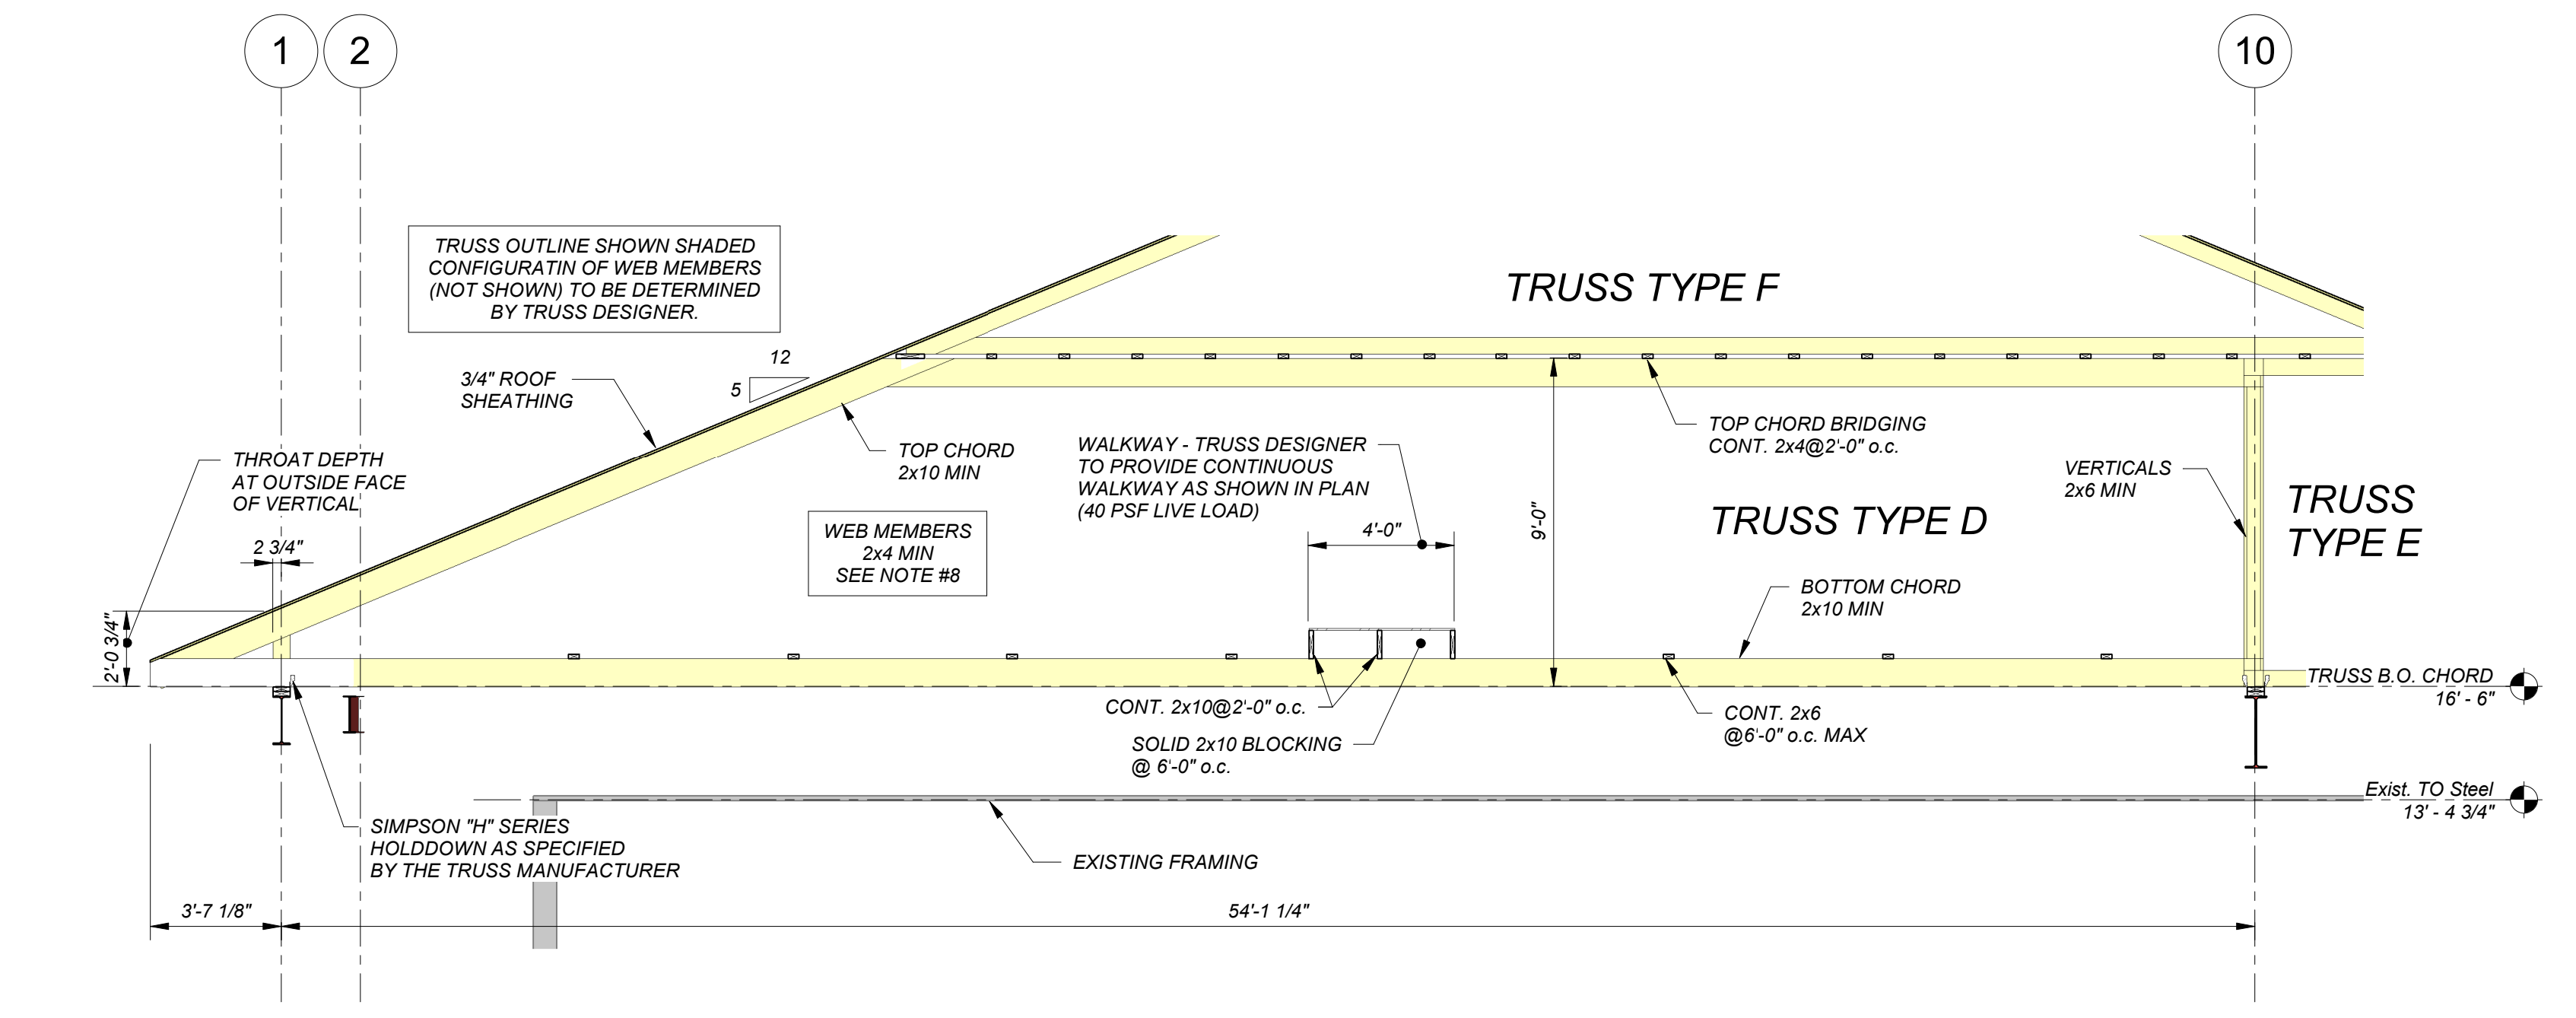 1
2
10
TRUSS OUTLINE SHOWN SHADED
CONFIGURATIN OF WEB MEMBERS
(NOT SHOWN) TO BE DETERMINED
BY TRUSS DESIGNER.
TRUSS TYPE F
12
5
3/4" ROOF
SHEATHING
TOP CHORD
2x10 MIN
WALKWAY - TRUSS DESIGNER
TO PROVIDE CONTINUOUS
WALKWAY AS SHOWN IN PLAN
(40 PSF LIVE LOAD)
TOP CHORD BRIDGING
CONT. 2x4@2'-0" o.c.
VERTICALS
2x6 MIN
THROAT DEPTH
AT OUTSIDE FACE
OF VERTICAL
TRUSS
TYPE E
TRUSS TYPE D
9'-0"
4'-0"
WEB MEMBERS
2x4 MIN
SEE NOTE #8
2 3/4"
2'-0 3/4"
BOTTOM CHORD
2x10 MIN
TRUSS B.O. CHORD
16' - 6"
CONT. 2x10@2'-0" o.c.
CONT. 2x6
@6'-0" o.c. MAX
SOLID 2x10 BLOCKING
@ 6'-0" o.c.
Exist. TO Steel
13' - 4 3/4"
SIMPSON "H" SERIES
HOLDDOWN AS SPECIFIED
BY THE TRUSS MANUFACTURER
EXISTING FRAMING
3'-7 1/8"
54'-1 1/4"